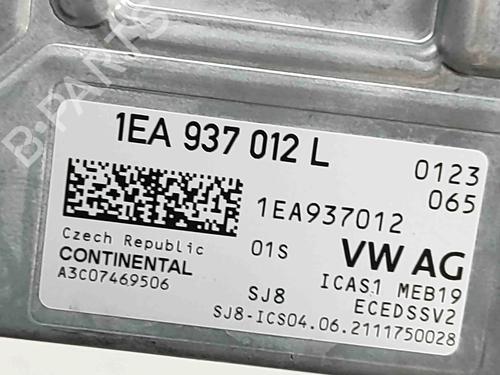 1EA 937 012 L
0123
065
1EA937012
Czech Republic
01S
VW AG
CONTINENTAL
ICAS1 MEB19
A3C07469506
SJ8
ECEDSSV2
SJ8-ICS04.06.2111750028
B-PARTS